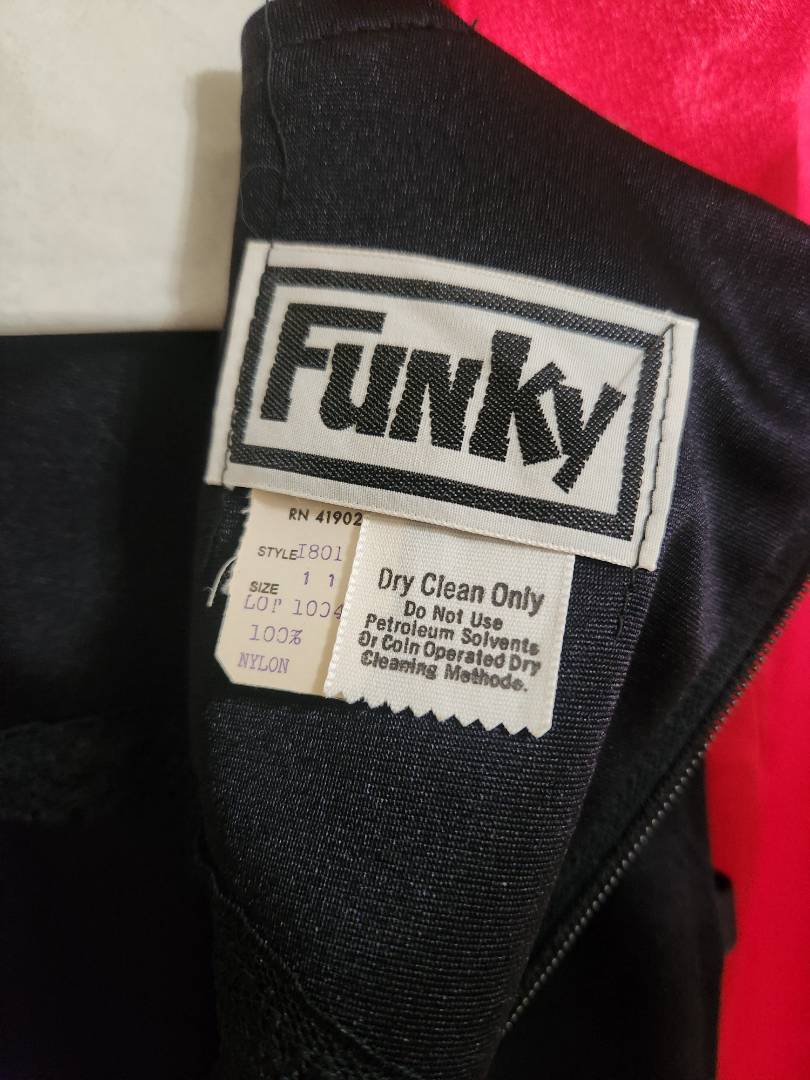 Funky
RN 41902
STYLE I801
SIZE 11
LOT 1004
100%
NYLON
Dry Clean Only
Do Not Use
Petroleum Solvents
Or Coin Operated Dry
Cleaning Methods.